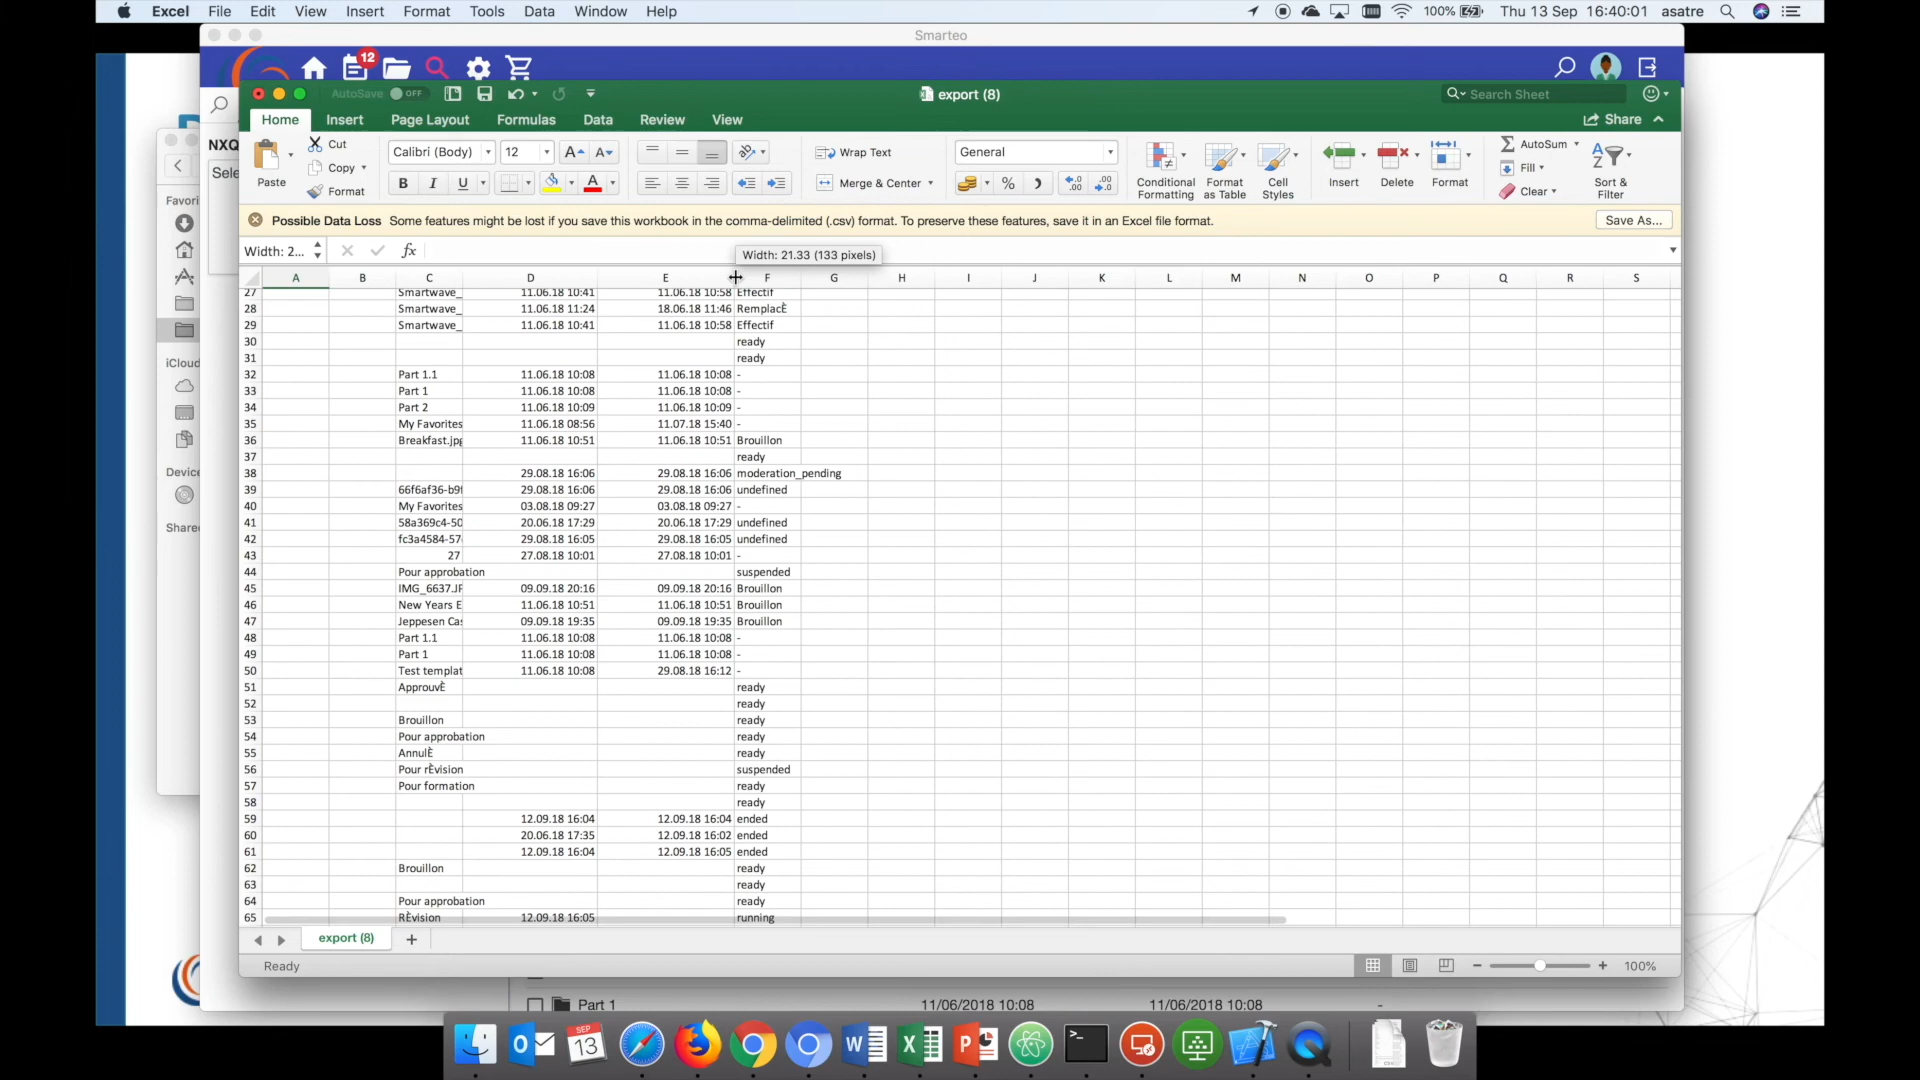 Excel File Edit View Insert Format Tools Data Window Help 100% Thu 13 Sep 16:40:01 asatre
Smarteo
12
AutoSave OFF export (8) Search Sheet
Home Insert Page Layout Formulas Data Review View Share
NXQ
Sele
Paste Cut Copy Format
Calibri (Body) 12
B I U A
Wrap Text
Merge & Center
General
%
Conditional Formatting
Format as Table
Cell Styles
Insert Delete Format
AutoSum
Fill
Clear
Sort & Filter
Possible Data Loss Some features might be lost if you save this workbook in the comma-delimited (.csv) format. To preserve these features, save it in an Excel file format. Save As...
Width: 2... fx Width: 21.33 (133 pixels)
A B C D E F G H I J K L M N O P Q R S
27 Smartwave_ 11.06.18 10:41 11.06.18 10:58 Effectif
28 Smartwave_ 11.06.18 11:24 18.06.18 11:46 RemplacÈ
29 Smartwave_ 11.06.18 10:41 11.06.18 10:58 Effectif
30 ready
31 ready
32 Part 1.1 11.06.18 10:08 11.06.18 10:08 -
33 Part 1 11.06.18 10:08 11.06.18 10:08 -
34 Part 2 11.06.18 10:09 11.06.18 10:09 -
35 My Favorites 11.06.18 08:56 11.07.18 15:40 -
36 Breakfast.jpg 11.06.18 10:51 11.06.18 10:51 Brouillon
37 ready
38 29.08.18 16:06 29.08.18 16:06 moderation_pending
39 66f6af36-b9f 29.08.18 16:06 29.08.18 16:06 undefined
40 My Favorites 03.08.18 09:27 03.08.18 09:27 -
41 58a369c4-50 20.06.18 17:29 20.06.18 17:29 undefined
42 fc3a4584-57 29.08.18 16:05 29.08.18 16:05 undefined
43 27 27.08.18 10:01 27.08.18 10:01 -
44 Pour approbation suspended
45 IMG_6637.JP 09.09.18 20:16 09.09.18 20:16 Brouillon
46 New Years E 11.06.18 10:51 11.06.18 10:51 Brouillon
47 Jeppesen Cas 09.09.18 19:35 09.09.18 19:35 Brouillon
48 Part 1.1 11.06.18 10:08 11.06.18 10:08 -
49 Part 1 11.06.18 10:08 11.06.18 10:08 -
50 Test templat 11.06.18 10:08 29.08.18 16:12 -
51 ApprouvÈ ready
52 ready
53 Brouillon ready
54 Pour approbation ready
55 AnnulÈ ready
56 Pour rÈvision suspended
57 Pour formation ready
58 ready
59 12.09.18 16:04 12.09.18 16:04 ended
60 20.06.18 17:35 12.09.18 16:02 ended
61 12.09.18 16:04 12.09.18 16:05 ended
62 Brouillon ready
63 ready
64 Pour approbation ready
65 RÈvision 12.09.18 16:05 running
Favori
iCloud
Device
Shared
export (8)
Ready 100%
Part 1 11/06/2018 10:08 11/06/2018 10:08 -
SEP
13